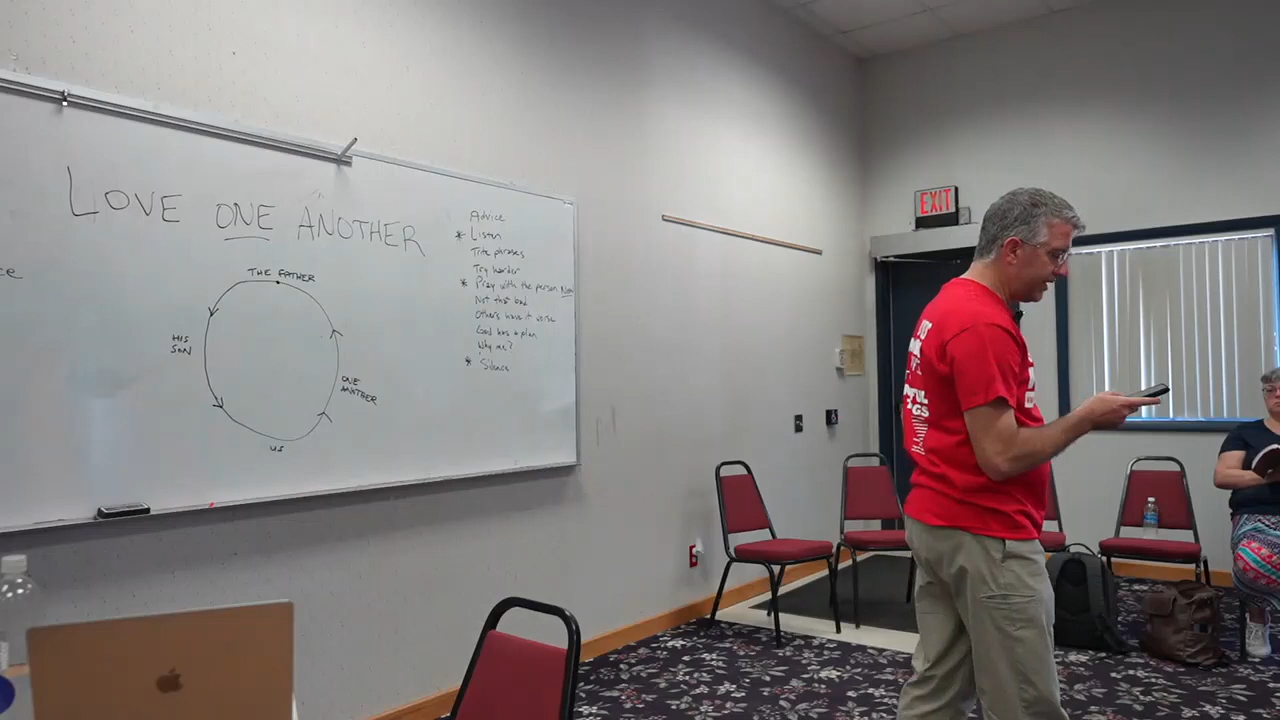 LOVE ONE ANOTHER
THE FATHER
HIS
SON
ONE
ANOTHER
US
Advice
* Listen
Trite phrases
Try harder
* Pray with the person Now
Not that bad
Others have it worse
God has a plan
Why me?
* Silence
EXIT